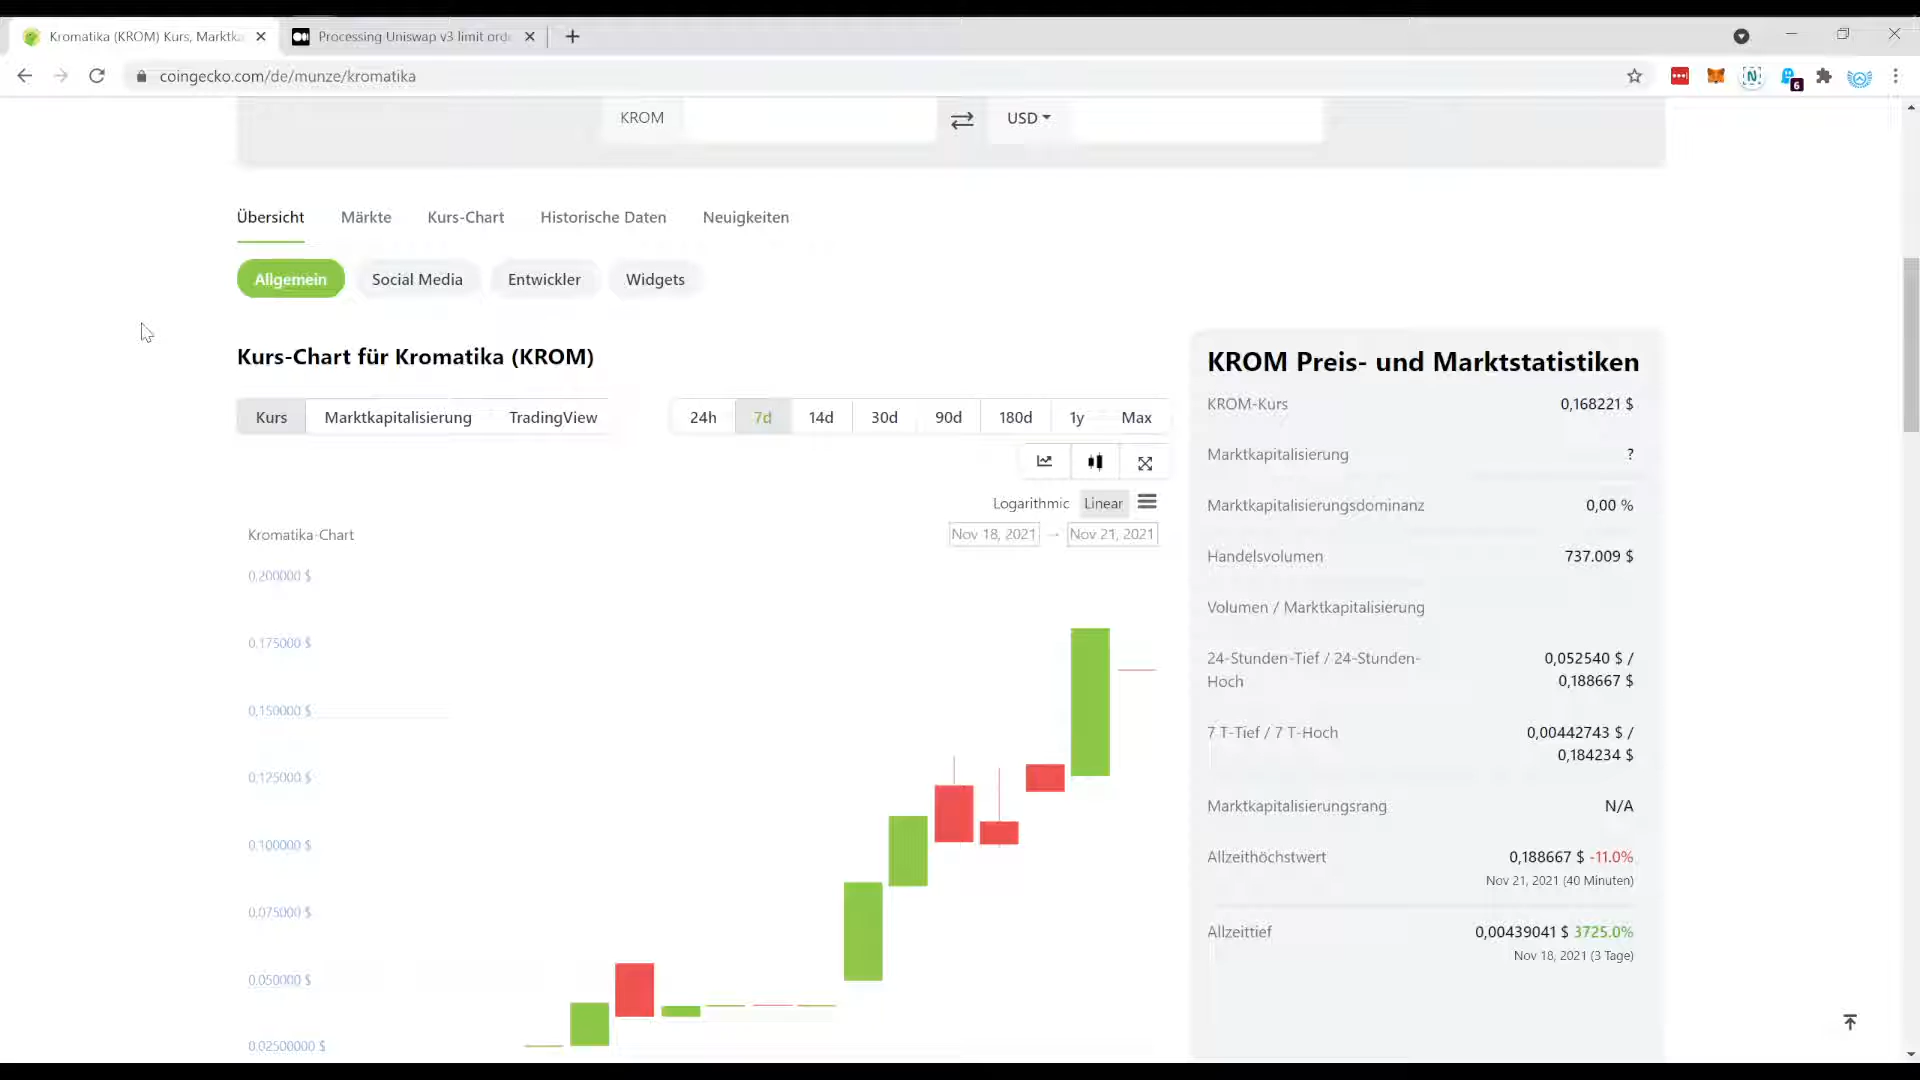 Kromatika (KROM) Kurs, Marktka
Processing Uniswap v3 limit orde
coingecko.com/de/munze/kromatika
6
KROM
USD
Übersicht
Märkte
Kurs-Chart
Historische Daten
Neuigkeiten
Allgemein
Social Media
Entwickler
Widgets
Kurs-Chart für Kromatika (KROM)
Kurs
Marktkapitalisierung
TradingView
24h
7d
14d
30d
90d
180d
1y
Max
Logarithmic
Linear
Kromatika-Chart
Nov 18, 2021 → Nov 21, 2021
0,200000 $
0,175000 $
0,150000 $
0,125000 $
0,100000 $
0,075000 $
0,050000 $
0,02500000 $
KROM Preis- und Marktstatistiken
KROM-Kurs 0,168221 $
Marktkapitalisierung ?
Marktkapitalisierungsdominanz 0,00 %
Handelsvolumen 737.009 $
Volumen / Marktkapitalisierung
24-Stunden-Tief / 24-Stunden- 0,052540 $ /
Hoch 0,188667 $
7 T-Tief / 7 T-Hoch 0,00442743 $ /
0,184234 $
Marktkapitalisierungsrang N/A
Allzeithöchstwert 0,188667 $ -11.0%
Nov 21, 2021 (40 Minuten)
Allzeittief 0,00439041 $ 3725.0%
Nov 18, 2021 (3 Tage)